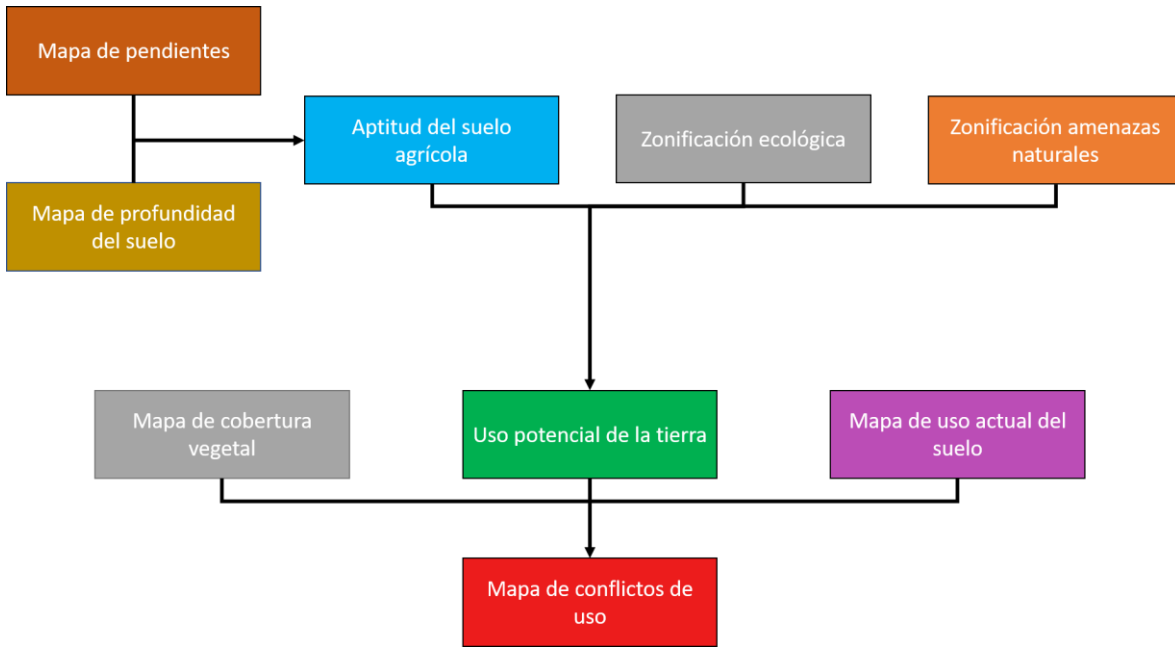 Mapa de pendientes
Aptitud del suelo
agrícola
Zonificación ecológica
Zonificación amenazas
naturales
Mapa de profundidad
del suelo
Mapa de cobertura
vegetal
Uso potencial de la tierra
Mapa de uso actual del
suelo
Mapa de conflictos de
uso